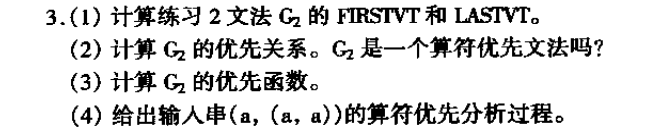 3.(1) 计算练习 2 文法 G₂ 的 FIRSTVT 和 LASTVT。
(2) 计算 G₂ 的优先关系。G₂ 是一个算符优先文法吗?
(3) 计算 G₂ 的优先函数。
(4) 给出输入串(a, (a, a))的算符优先分析过程。